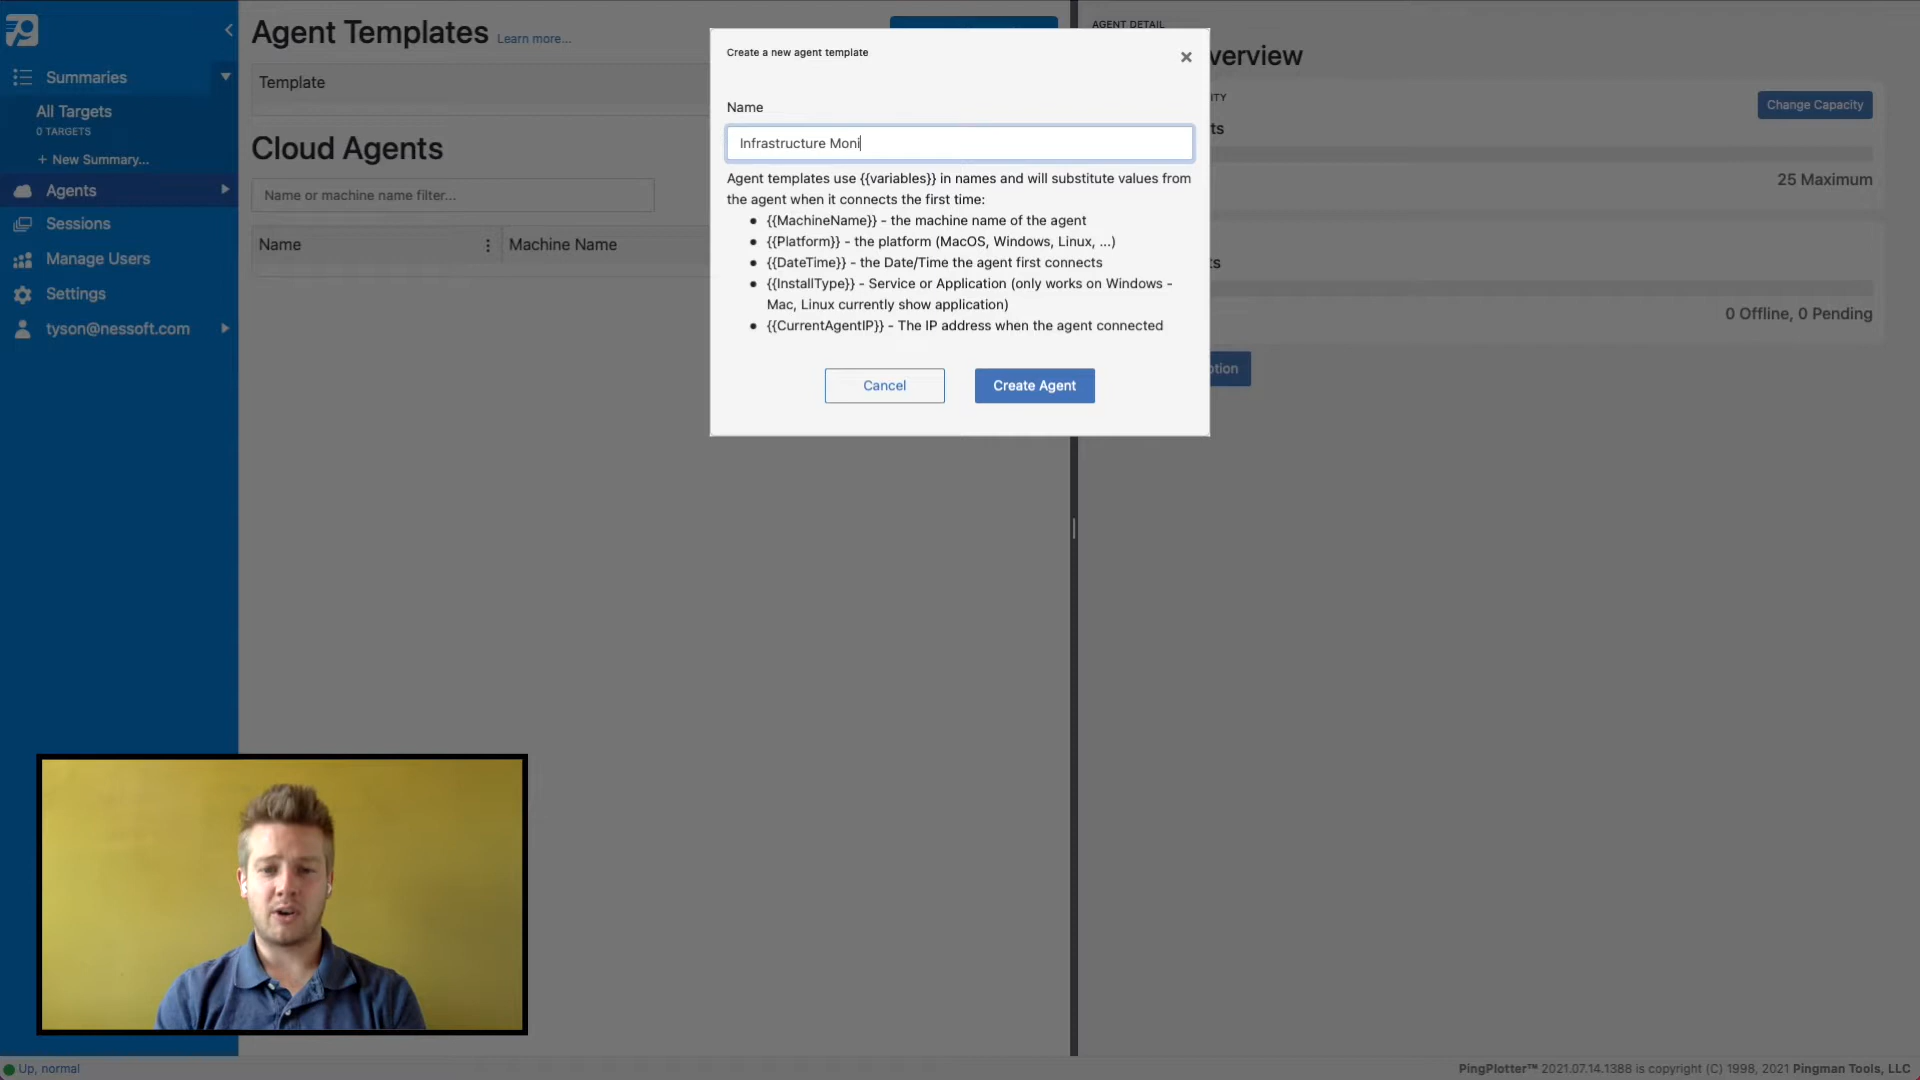 Summaries
All Targets
0 TARGETS
+ New Summary...
Agents
Sessions
Manage Users
Settings
tyson@nessoft.com
Agent Templates Learn more...
Template
Cloud Agents
Name or machine name filter...
Name
Machine Name
Create a new agent template
Name
Infrastructure Moni
Agent templates use {{variables}} in names and will substitute values from
the agent when it connects the first time:
• {{MachineName}} - the machine name of the agent
• {{Platform}} - the platform (MacOS, Windows, Linux, ...)
• {{DateTime}} - the Date/Time the agent first connects
• {{InstallType}} - Service or Application (only works on Windows -
Mac, Linux currently show application)
• {{CurrentAgentIP}} - The IP address when the agent connected
Cancel
Create Agent
AGENT DETAIL
verview
ITY
Change Capacity
ts
25 Maximum
ts
0 Offline, 0 Pending
ption
Up, normal
PingPlotter™ 2021.07.14.1388 is copyright (C) 1998, 2021 Pingman Tools, LLC